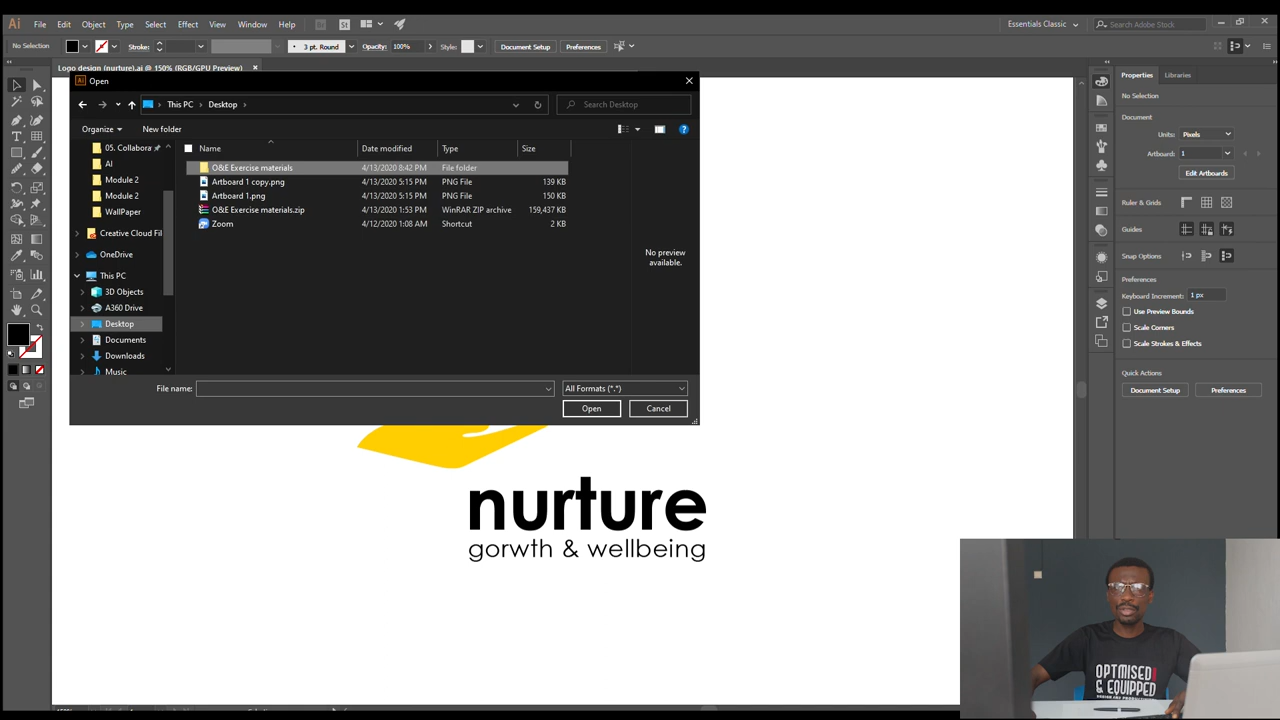 Ai File Edit Object Type Select Effect View Window Help Br St Essentials Classic Search Adobe Stock
No Selection Stroke: 3 pt. Round Opacity: 100% Style: Document Setup Preferences
Logo design (nurture).ai @ 150% (RGB/GPU Preview)
Ai Open
This PC Desktop Search Desktop
Organize New folder
Name Date modified Type Size
05. Collabora
AI
Module 2
Module 2
WallPaper
Creative Cloud Fil
OneDrive
This PC
3D Objects
A360 Drive
Desktop
Documents
Downloads
Music
O&E Exercise materials 4/13/2020 8:42 PM File folder
Artboard 1 copy.png 4/13/2020 5:15 PM PNG File 139 KB
Artboard 1.png 4/13/2020 5:15 PM PNG File 150 KB
O&E Exercise materials.zip 4/13/2020 1:53 PM WinRAR ZIP archive 159,437 KB
Zoom 4/12/2020 1:08 AM Shortcut 2 KB
No preview
available.
File name: All Formats (*.*)
Open Cancel
nurture
gorwth & wellbeing
Properties Libraries
No Selection
Document
Units: Pixels
Artboard: 1
Edit Artboards
Ruler & Grids
Guides
Snap Options
Preferences
Keyboard Increment: 1 px
Use Preview Bounds
Scale Corners
Scale Strokes & Effects
Quick Actions
Document Setup Preferences
OPTMISED
& EQUIPPED